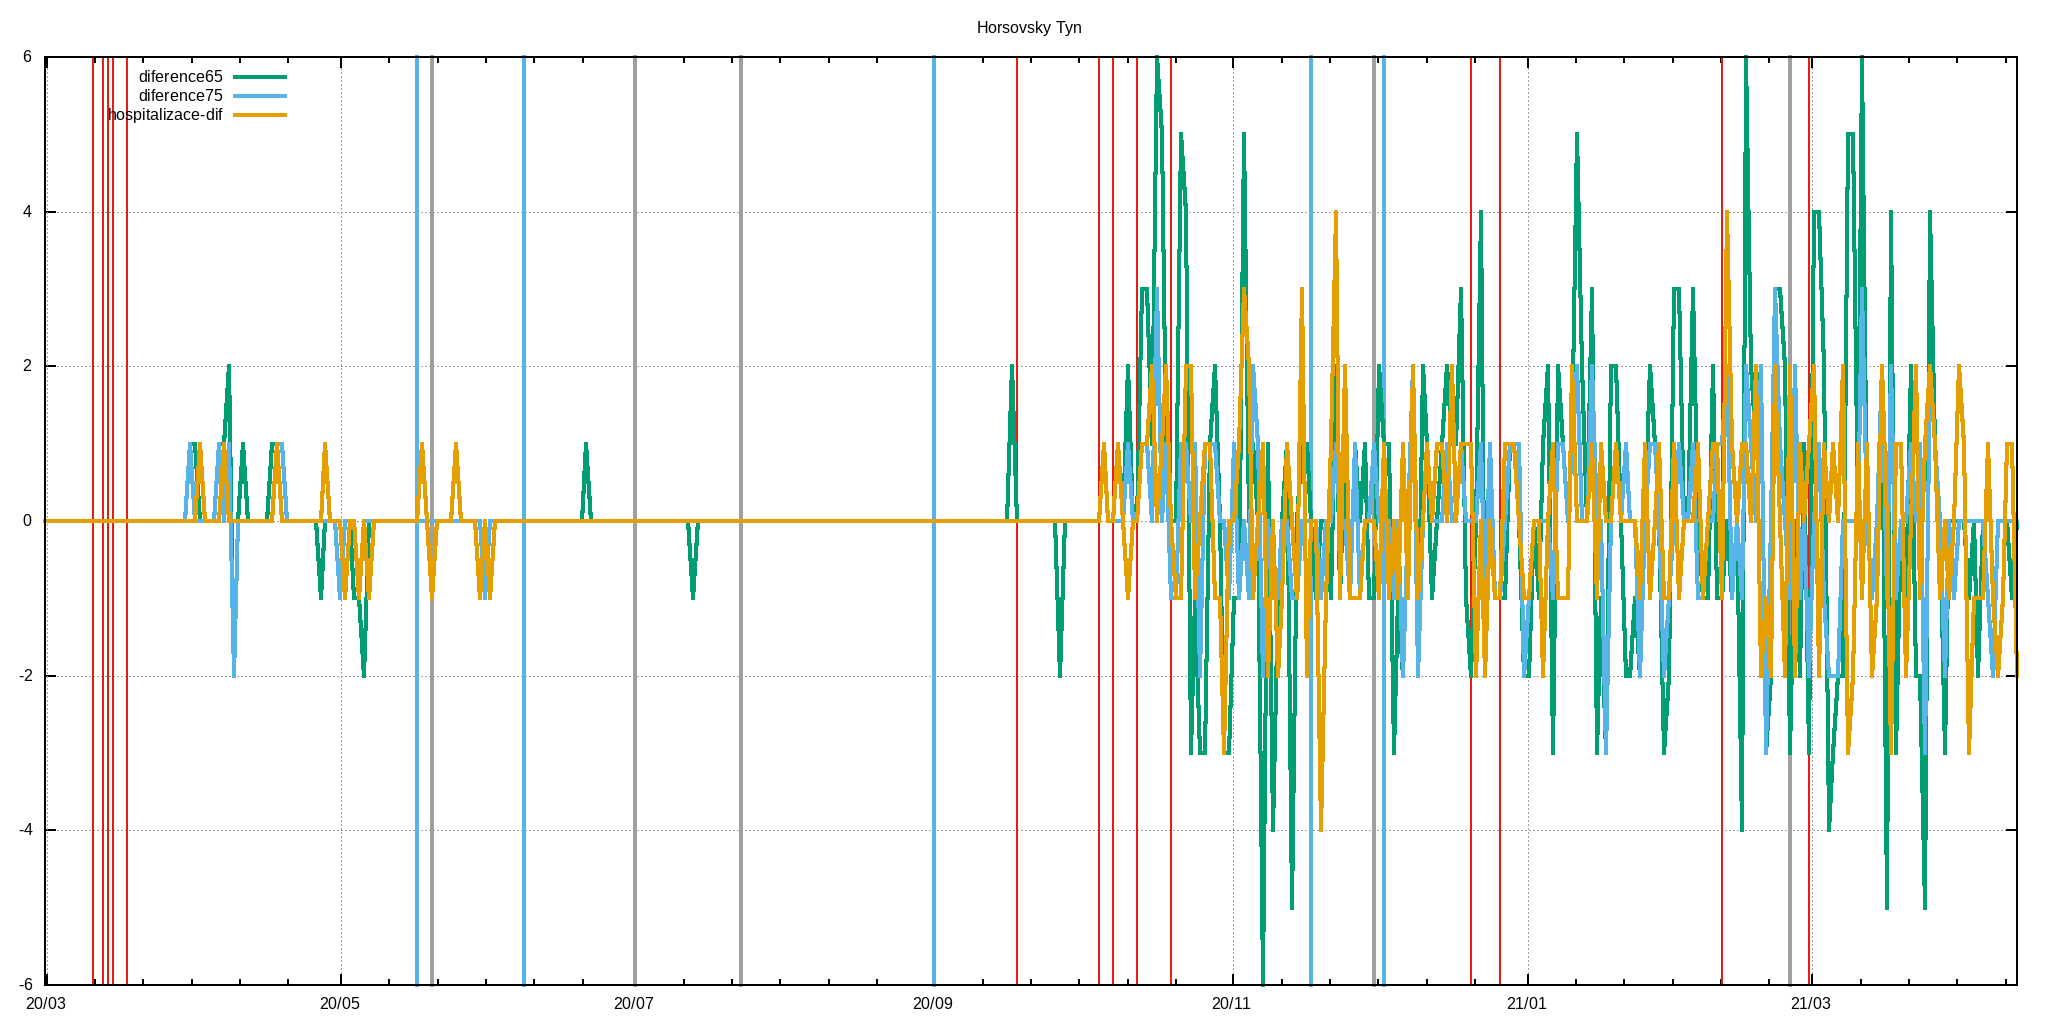 Horsovsky Tyn
diference65
diference75
hospitalizace-dif
6
4
2
0
-2
-4
-6
20/03 20/05 20/07 20/09 20/11 21/01 21/03